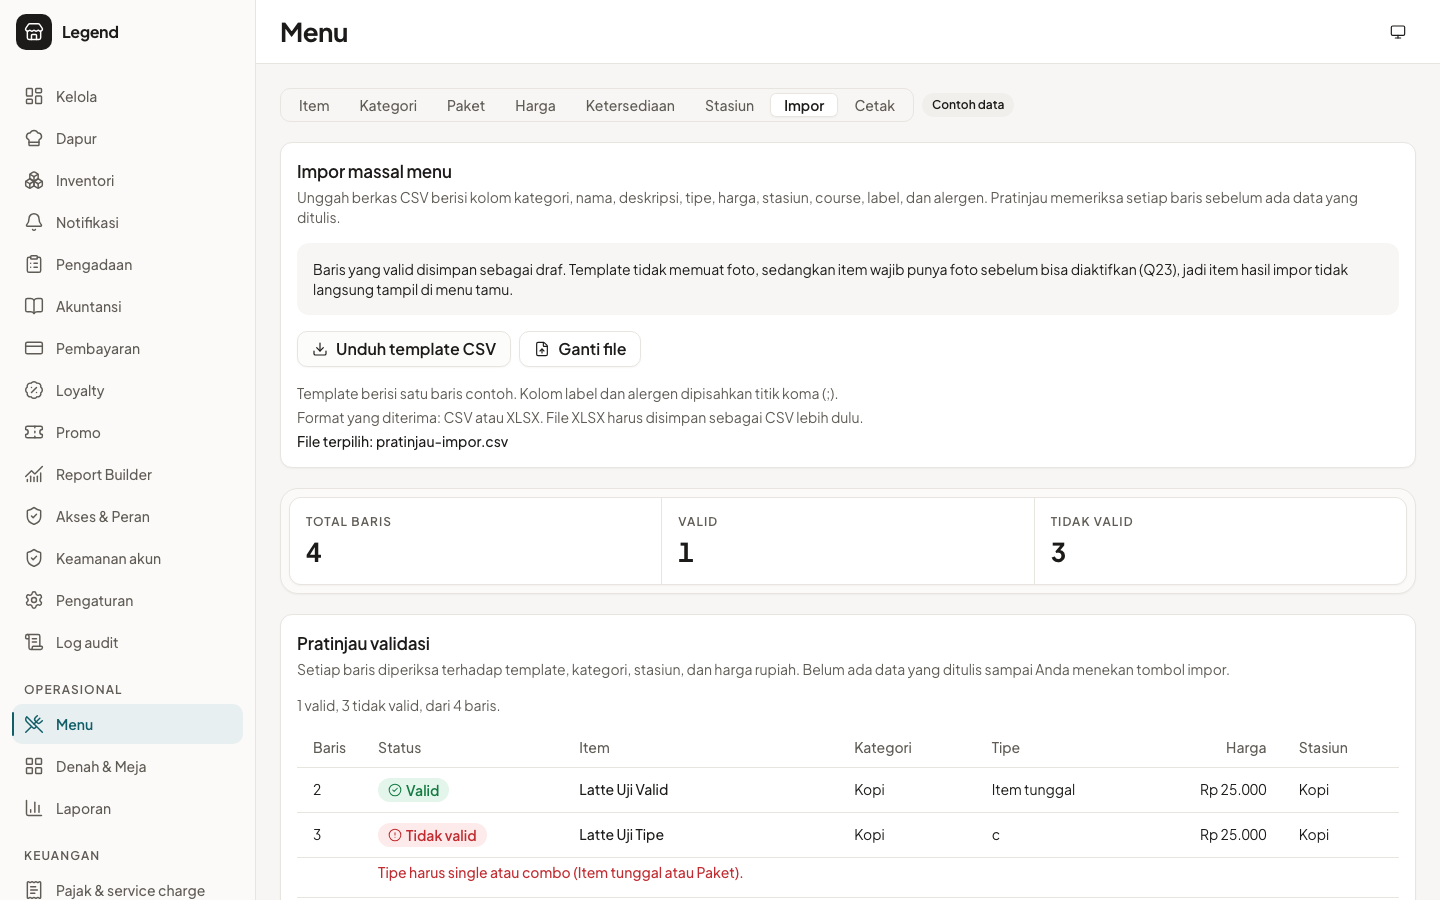 Legend
Menu
Kelola
Dapur
Inventori
Notifikasi
Pengadaan
Akuntansi
Pembayaran
Loyalty
Promo
Report Builder
Akses & Peran
Keamanan akun
Pengaturan
Log audit
OPERASIONAL
Menu
Denah & Meja
Laporan
KEUANGAN
Pajak & service charge
Item Kategori Paket Harga Ketersediaan Stasiun Impor Cetak Contoh data
Impor massal menu
Unggah berkas CSV berisi kolom kategori, nama, deskripsi, tipe, harga, stasiun, course, label, dan alergen. Pratinjau memeriksa setiap baris sebelum ada data yang
ditulis.
Baris yang valid disimpan sebagai draf. Template tidak memuat foto, sedangkan item wajib punya foto sebelum bisa diaktifkan (Q23), jadi item hasil impor tidak
langsung tampil di menu tamu.
Unduh template CSV Ganti file
Template berisi satu baris contoh. Kolom label dan alergen dipisahkan titik koma (;).
Format yang diterima: CSV atau XLSX. File XLSX harus disimpan sebagai CSV lebih dulu.
File terpilih: pratinjau-impor.csv
TOTAL BARIS VALID TIDAK VALID
4 1 3
Pratinjau validasi
Setiap baris diperiksa terhadap template, kategori, stasiun, dan harga rupiah. Belum ada data yang ditulis sampai Anda menekan tombol impor.
1 valid, 3 tidak valid, dari 4 baris.
Baris Status Item Kategori Tipe Harga Stasiun
2 Valid Latte Uji Valid Kopi Item tunggal Rp 25.000 Kopi
3 Tidak valid Latte Uji Tipe Kopi c Rp 25.000 Kopi
Tipe harus single atau combo (Item tunggal atau Paket).